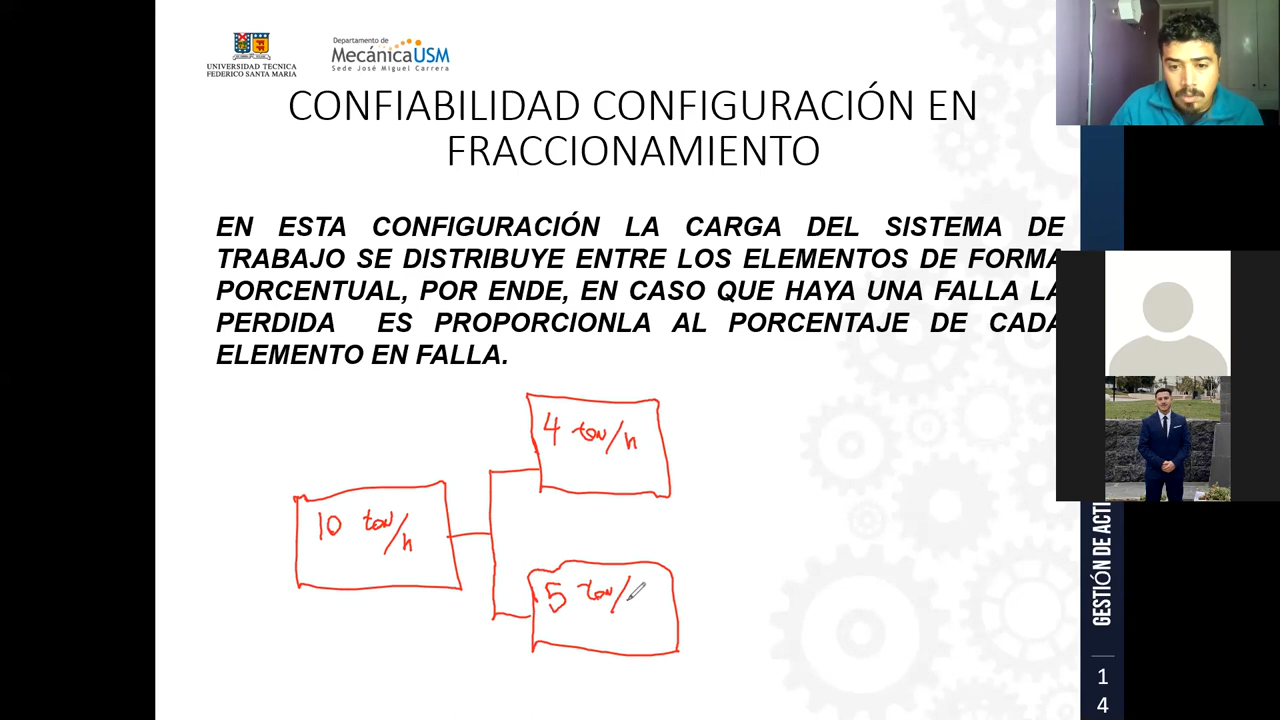 UNIVERSIDAD TECNICA
FEDERICO SANTA MARIA
Departamento de
MecánicaUSM
Sede José Miguel Carrera
CONFIABILIDAD CONFIGURACIÓN EN
FRACCIONAMIENTO
EN ESTA CONFIGURACIÓN LA CARGA DEL SISTEMA DE
TRABAJO SE DISTRIBUYE ENTRE LOS ELEMENTOS DE FORMA
PORCENTUAL, POR ENDE, EN CASO QUE HAYA UNA FALLA LA
PERDIDA ES PROPORCIONLA AL PORCENTAJE DE CADA
ELEMENTO EN FALLA.
4 ton/h
10 ton/h
5 ton/
GESTIÓN DE ACTI
1
4